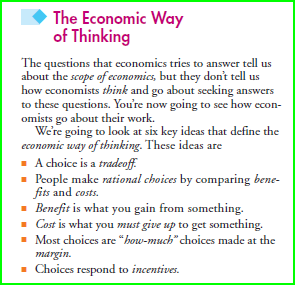 The Economic Way
of Thinking
The questions that economics tries to answer tell us
about the scope of economics, but they don't tell us
how economists think and go about seeking answers
to these questions. You're now going to see how econ-
omists go about their work.
We're going to look at six key ideas that define the
economic way of thinking. These ideas are
■ A choice is a tradeoff.
■ People make rational choices by comparing bene-
fits and costs.
■ Benefit is what you gain from something.
■ Cost is what you must give up to get something.
■ Most choices are "how-much" choices made at the
margin.
■ Choices respond to incentives.